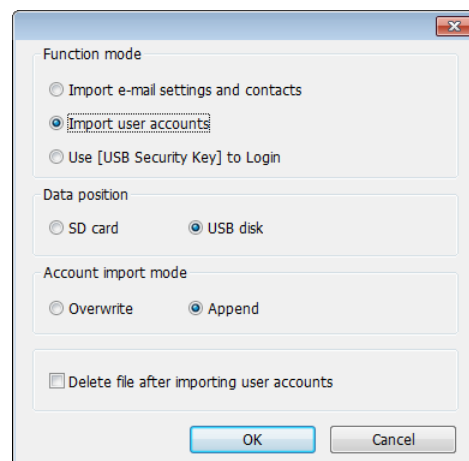 Function mode
Import e-mail settings and contacts
Import user accounts
Use [USB Security Key] to Login
Data position
SD card USB disk
Account import mode
Overwrite Append
Delete file after importing user accounts
OK Cancel